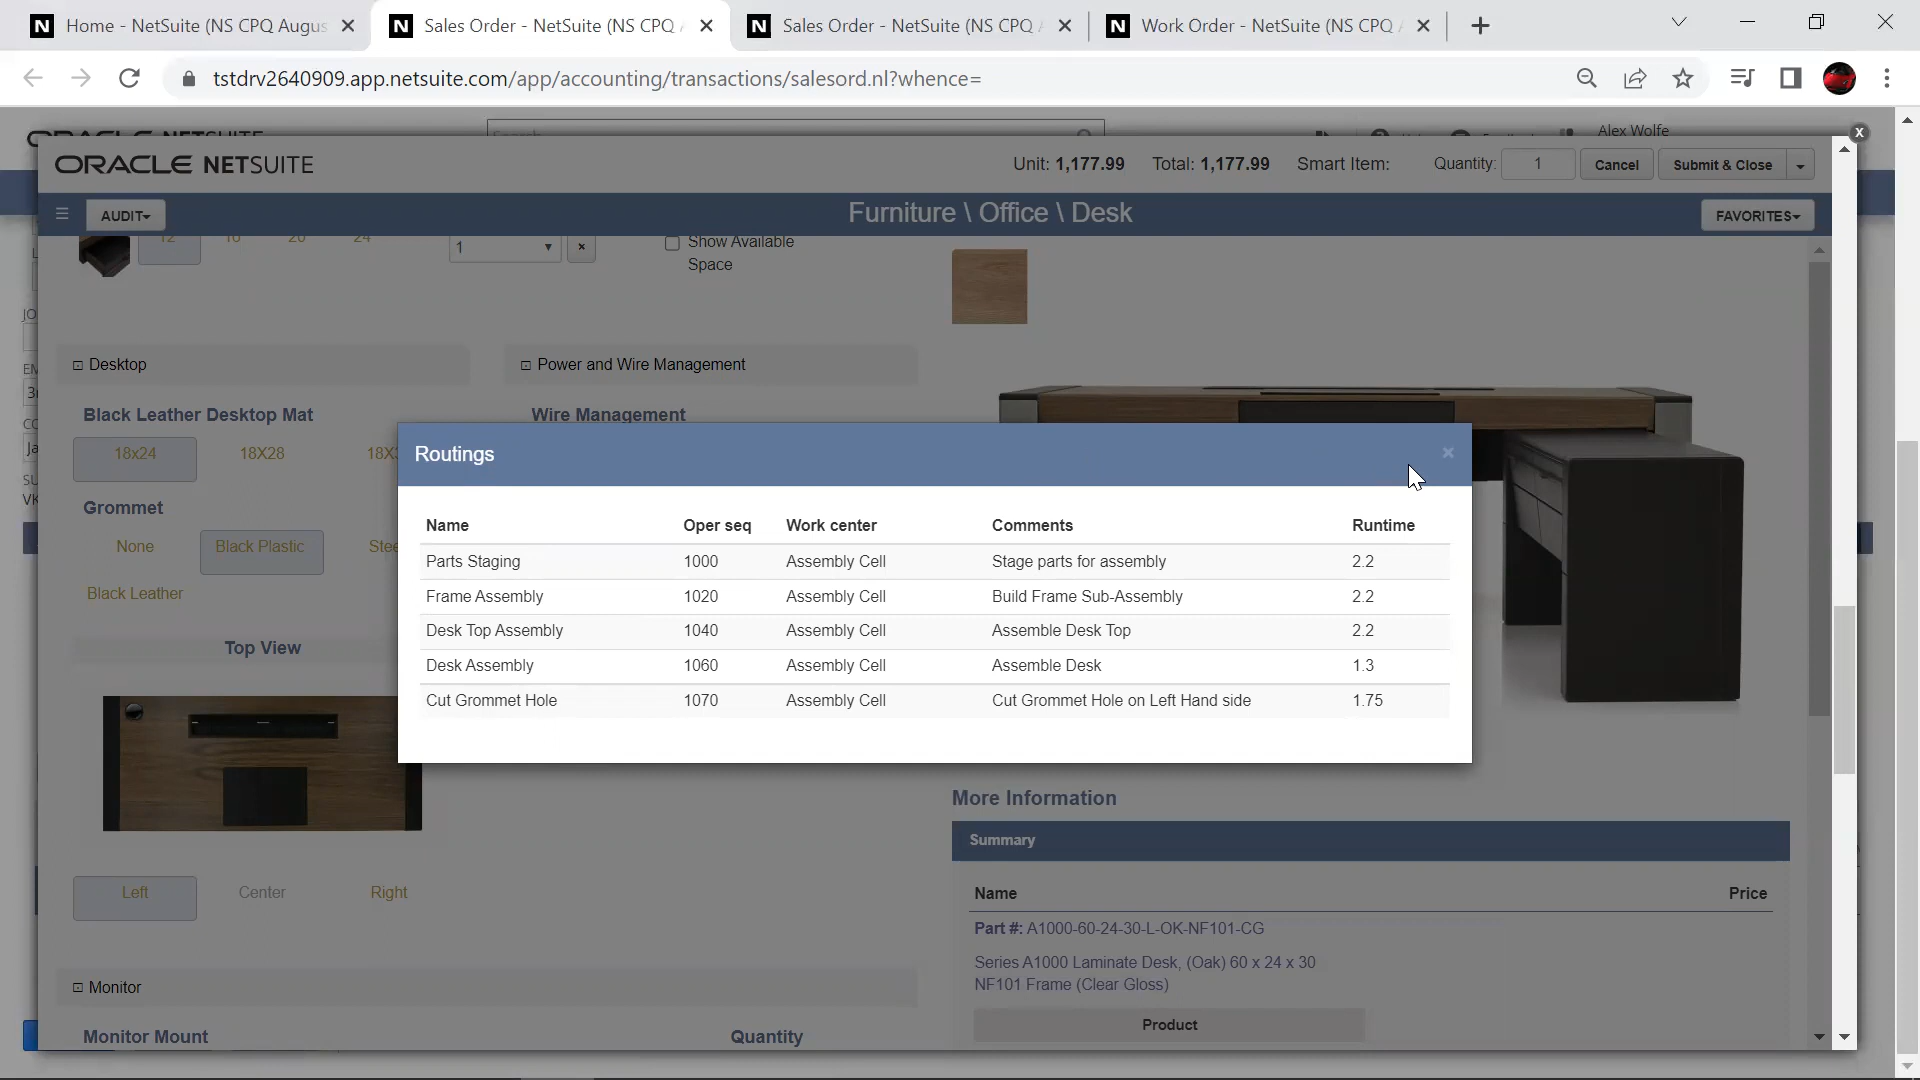 Home - NetSuite (NS CPQ Augus
Sales Order - NetSuite (NS CPQ
Sales Order - NetSuite (NS CPQ
Work Order - NetSuite (NS CPQ
tstdrv2640909.app.netsuite.com/app/accounting/transactions/salesord.nl?whence=
Alex Wolfe
ORACLE NETSUITE
Unit: 1,177.99 Total: 1,177.99 Smart Item: Quantity: 1 Cancel Submit & Close
AUDIT
Furniture \ Office \ Desk
FAVORITES
12 16 20 24
1
×
Show Available
Space
Desktop
Power and Wire Management
Black Leather Desktop Mat
Wire Management
18x24 18X28
Grommet
None Black Plastic
Black Leather
Top View
Left Center Right
Monitor
Monitor Mount
Quantity
Routings
×
Name Oper seq Work center Comments Runtime
Parts Staging 1000 Assembly Cell Stage parts for assembly 2.2
Frame Assembly 1020 Assembly Cell Build Frame Sub-Assembly 2.2
Desk Top Assembly 1040 Assembly Cell Assemble Desk Top 2.2
Desk Assembly 1060 Assembly Cell Assemble Desk 1.3
Cut Grommet Hole 1070 Assembly Cell Cut Grommet Hole on Left Hand side 1.75
More Information
Summary
Name Price
Part #: A1000-60-24-30-L-OK-NF101-CG
Series A1000 Laminate Desk, (Oak) 60 x 24 x 30
NF101 Frame (Clear Gloss)
Product